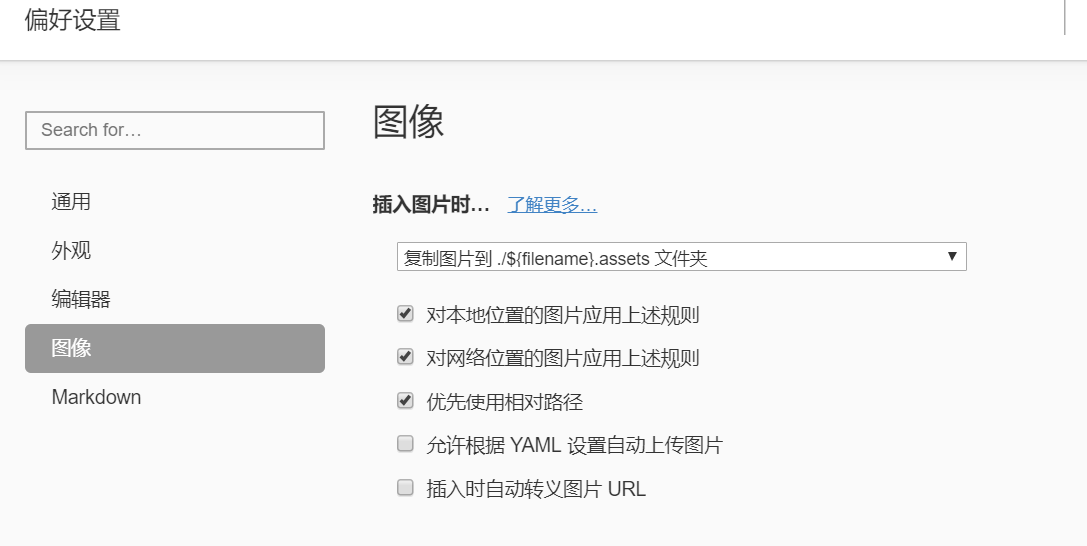 偏好设置
Search for…
通用
外观
编辑器
图像
Markdown
图像
插入图片时… 了解更多…
复制图片到 ./${filename}.assets 文件夹
对本地位置的图片应用上述规则
对网络位置的图片应用上述规则
优先使用相对路径
允许根据 YAML 设置自动上传图片
插入时自动转义图片 URL